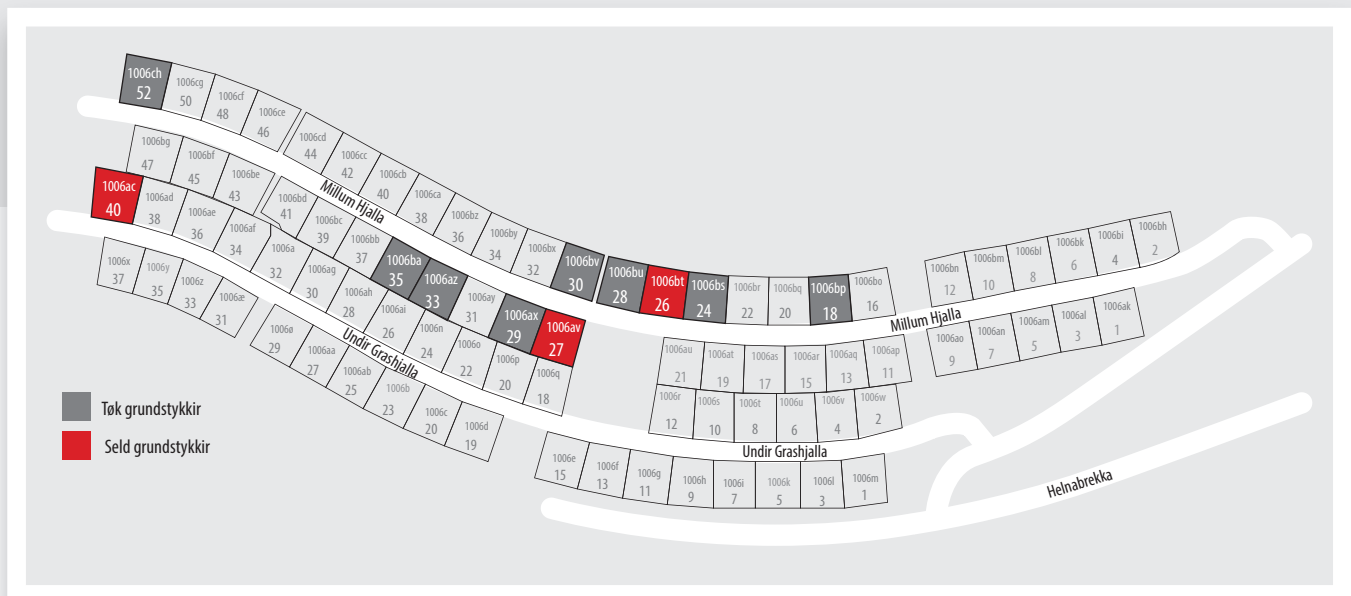 1006ch
52
1006cg
50
1006cf
48
1006ce
46
1006cd
44
1006cc
42
1006cb
40
1006ca
38
1006bz
36
1006by
34
1006bx
32
1006bv
30
1006bu
28
1006bt
26
1006bs
24
1006br
22
1006bq
20
1006bp
18
1006bo
16
1006bn
12
1006bm
10
1006bl
8
1006bk
6
1006bi
4
1006bh
2
Millum Hjalla
Millum Hjalla
1006bg
47
1006bf
45
1006be
43
1006bd
41
1006bc
39
1006bb
37
1006ba
35
1006az
33
1006ay
31
1006ax
29
1006av
27
1006au
21
1006at
19
1006as
17
1006ar
15
1006aq
13
1006ap
11
1006ao
9
1006an
7
1006am
5
1006al
3
1006ak
1
1006ac
40
1006ad
38
1006ae
36
1006af
34
1006a
32
1006ag
30
1006ah
28
1006ai
26
1006n
24
1006o
22
1006p
20
1006q
18
1006r
12
1006s
10
1006t
8
1006u
6
1006v
4
1006w
2
Undir Grashjalla
Undir Grashjalla
1006x
37
1006y
35
1006z
33
1006æ
31
1006ø
29
1006aa
27
1006ab
25
1006b
23
1006c
20
1006d
19
1006e
15
1006f
13
1006g
11
1006h
9
1006i
7
1006k
5
1006l
3
1006m
1
Helnabrekka
Tøk grundstykkir
Seld grundstykkir